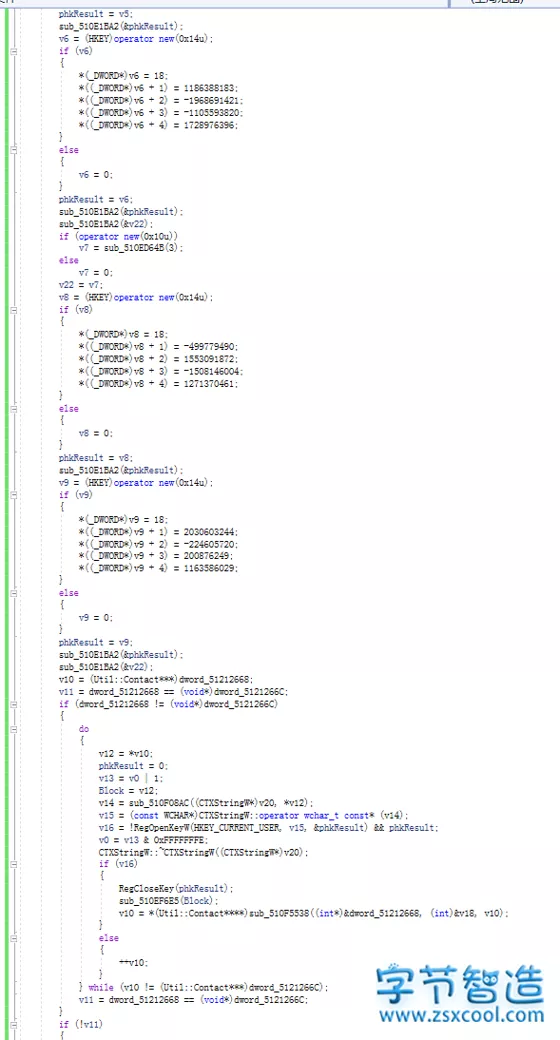 phkResult = v5;
sub_510E1BA2(&phkResult);
v6 = (HKEY)operator new(0x14u);
if (v6)
{
*(_DWORD*)v6 = 18;
*((_DWORD*)v6 + 1) = 1186388183;
*((_DWORD*)v6 + 2) = -1968691421;
*((_DWORD*)v6 + 3) = -1105593820;
*((_DWORD*)v6 + 4) = 1728976396;
}
else
{
v6 = 0;
}
phkResult = v6;
sub_510E1BA2(&phkResult);
sub_510E1BA2(&v22);
if (operator new(0x10u))
v7 = sub_510ED64B(3);
else
v7 = 0;
v22 = v7;
v8 = (HKEY)operator new(0x14u);
if (v8)
{
*(_DWORD*)v8 = 18;
*((_DWORD*)v8 + 1) = -499779490;
*((_DWORD*)v8 + 2) = 1553091872;
*((_DWORD*)v8 + 3) = -1508146004;
*((_DWORD*)v8 + 4) = 1271370461;
}
else
{
v8 = 0;
}
phkResult = v8;
sub_510E1BA2(&phkResult);
v9 = (HKEY)operator new(0x14u);
if (v9)
{
*(_DWORD*)v9 = 18;
*((_DWORD*)v9 + 1) = 2030603244;
*((_DWORD*)v9 + 2) = -224605720;
*((_DWORD*)v9 + 3) = 200876249;
*((_DWORD*)v9 + 4) = 1163586029;
}
else
{
v9 = 0;
}
phkResult = v9;
sub_510E1BA2(&phkResult);
sub_510E1BA2(&v22);
v10 = (Util::Contact***)dword_51212668;
v11 = dword_51212668 == (void*)dword_5121266C;
if (dword_51212668 != (void*)dword_5121266C)
{
do
{
v12 = *v10;
phkResult = 0;
v13 = v0 | 1;
Block = v12;
v14 = sub_510F08AC((CTXStringW*)v20, *v12);
v15 = (const WCHAR*)CTXStringW::operator wchar_t const* (v14);
v16 = !RegOpenKeyW(HKEY_CURRENT_USER, v15, &phkResult) && phkResult;
v0 = v13 & 0xFFFFFFFE;
CTXStringW::~CTXStringW((CTXStringW*)v20);
if (v16)
{
RegCloseKey(phkResult);
sub_510EF6E5(Block);
v10 = *(Util::Contact****)sub_510F5538((int*)&dword_51212668, (int)&v18, v10);
}
else
{
++v10;
}
} while (v10 != (Util::Contact***)dword_5121266C);
v11 = dword_51212668 == (void*)dword_5121266C;
}
if (!v11)
{
字节智造
www.zsxcool.com